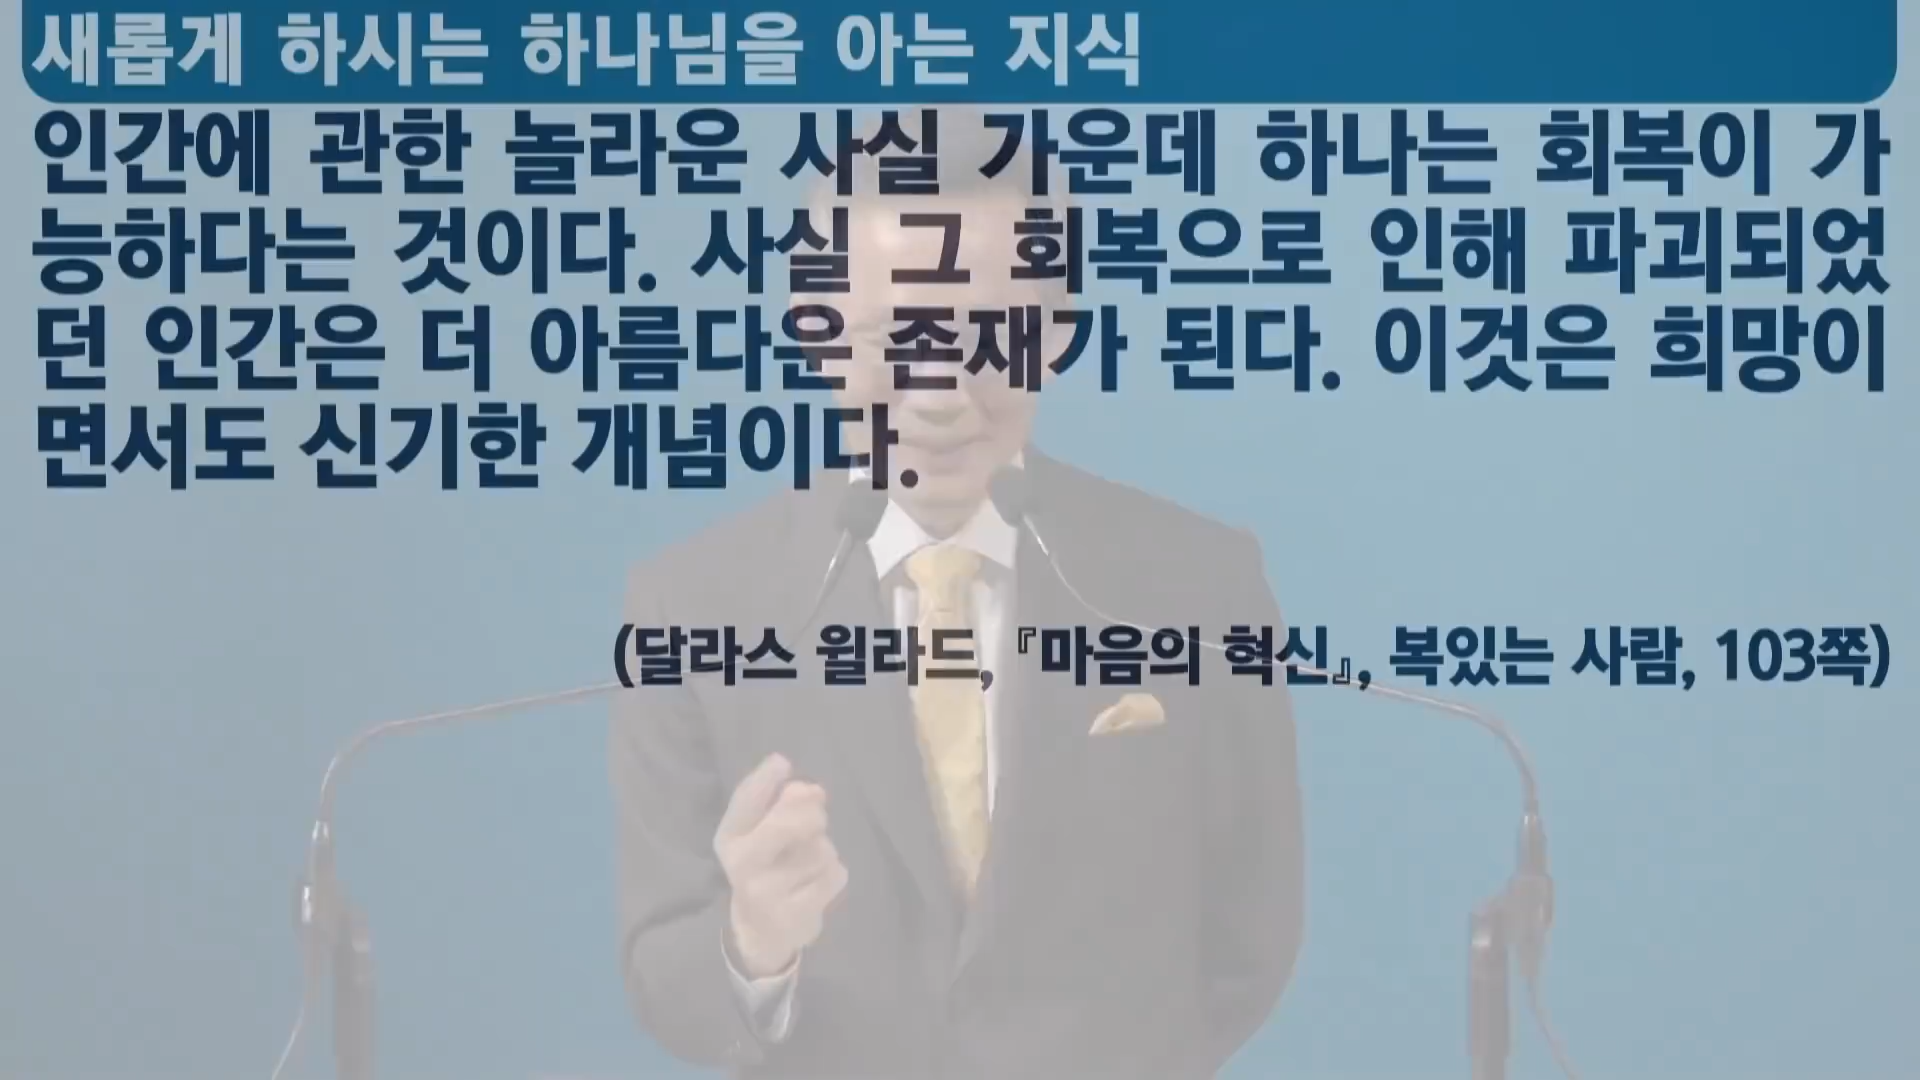 새롭게 하시는 하나님을 아는 지식
인간에 관한 놀라운 사실 가운데 하나는 회복이 가
능하다는 것이다. 사실 그 회복으로 인해 파괴되었
던 인간은 더 아름다운 존재가 된다. 이것은 희망이
면서도 신기한 개념이다.
(달라스 윌라드, 『마음의 혁신』, 복있는 사람, 103쪽)